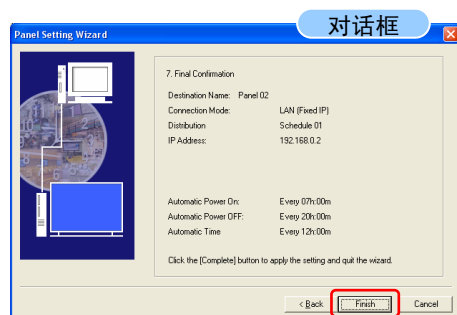 对话框
Panel Setting Wizard
7. Final Confirmation
Destination Name: Panel 02
Connection Mode: LAN (Fixed IP)
Distribution Schedule 01
IP Address: 192.168.0.2
Automatic Power On: Every 07h:00m
Automatic Power OFF: Every 20h:00m
Automatic Time Every 12h:00m
Click the [Complete] button to apply the setting and quit the wizard.
< Back Finish Cancel